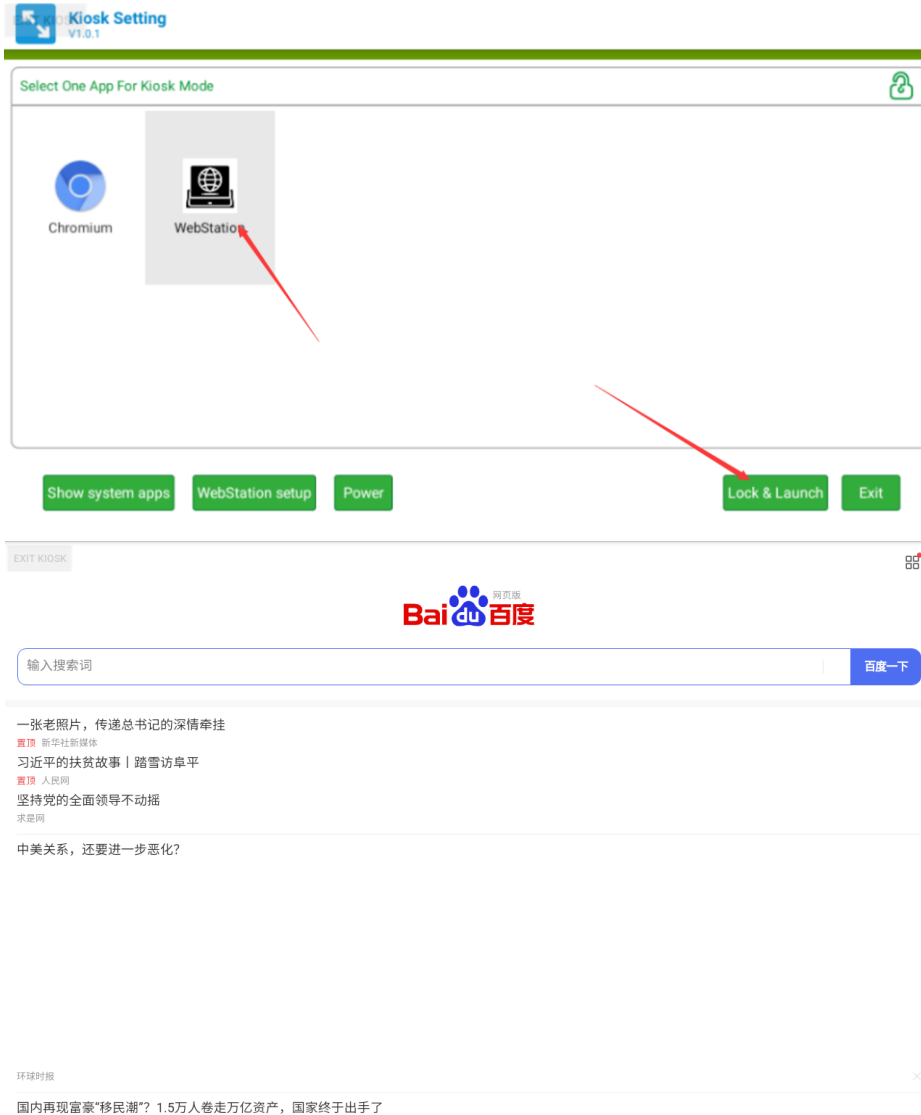 EXIT KIOSK
Kiosk Setting
V1.0.1
Select One App For Kiosk Mode
Chromium
WebStation
Show system apps
WebStation setup
Power
Lock & Launch
Exit
EXIT KIOSK
Bai du 百度
网页版
输入搜索词
百度一下
一张老照片，传递总书记的深情牵挂
置顶 新华社新媒体
习近平的扶贫故事丨踏雪访阜平
置顶 人民网
坚持党的全面领导不动摇
求是网
中美关系，还要进一步恶化？
环球时报
国内再现富豪“移民潮”？1.5万人卷走万亿资产，国家终于出手了